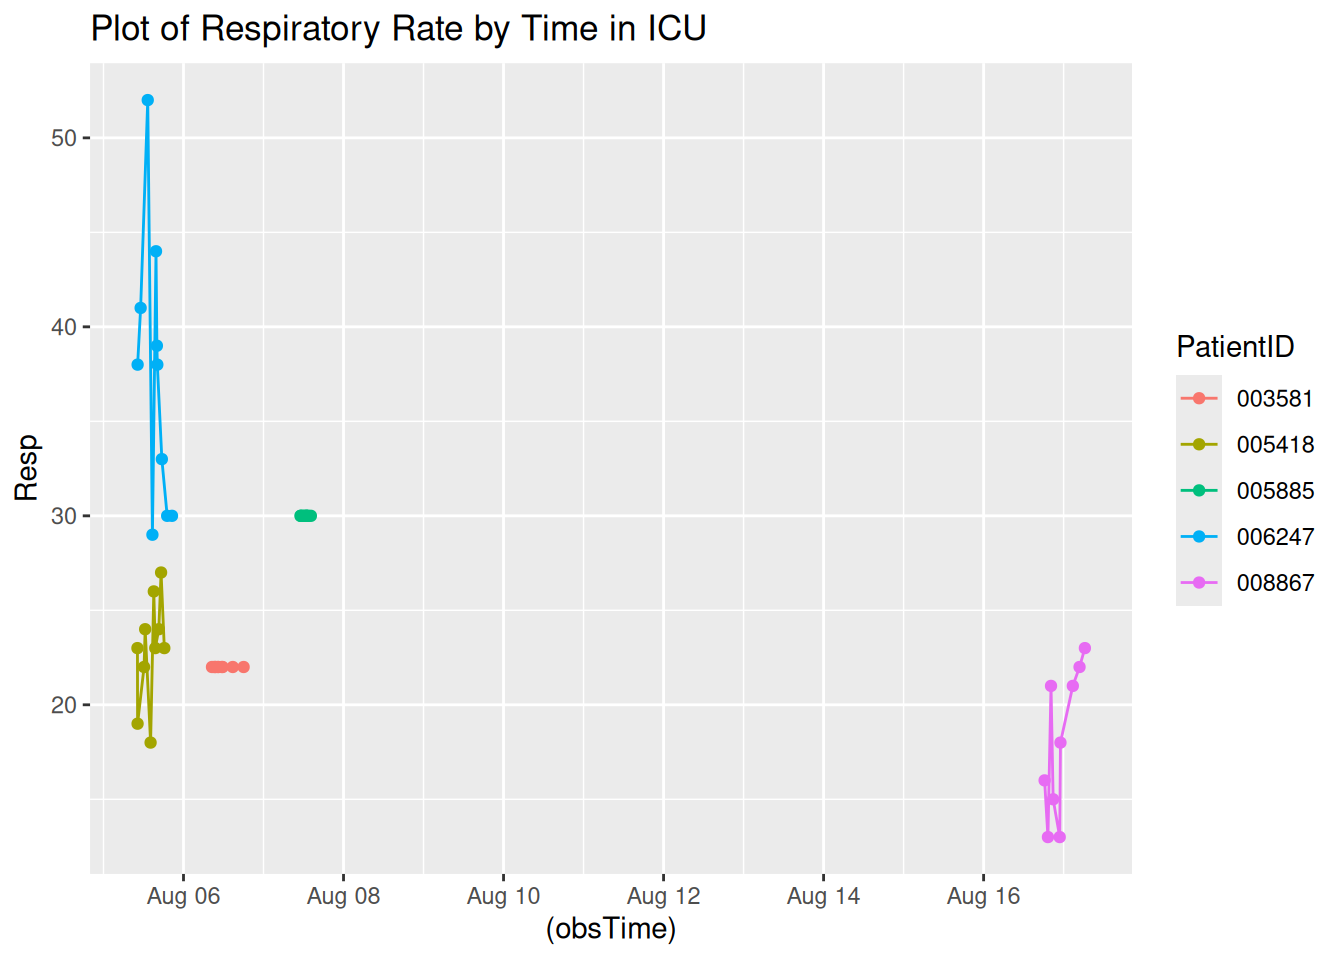 Plot of Respiratory Rate by Time in ICU
50
40
30
20
Resp
Aug 06 Aug 08 Aug 10 Aug 12 Aug 14 Aug 16
(obsTime)
PatientID
003581
005418
005885
006247
008867